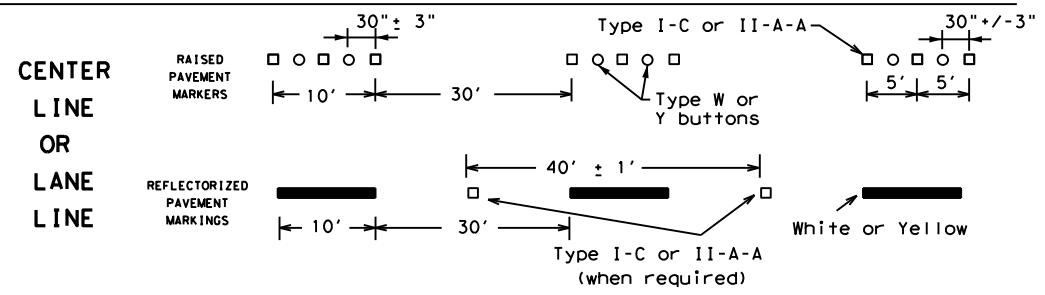 CENTER
LINE
OR
LANE
LINE
RAISED
PAVEMENT
MARKERS
30"± 3"
Type I-C or II-A-A
30"+/-3"
10'
30'
Type W or
Y buttons
5'
5'
REFLECTORIZED
PAVEMENT
MARKINGS
40' ± 1'
10'
30'
Type I-C or II-A-A
(when required)
White or Yellow